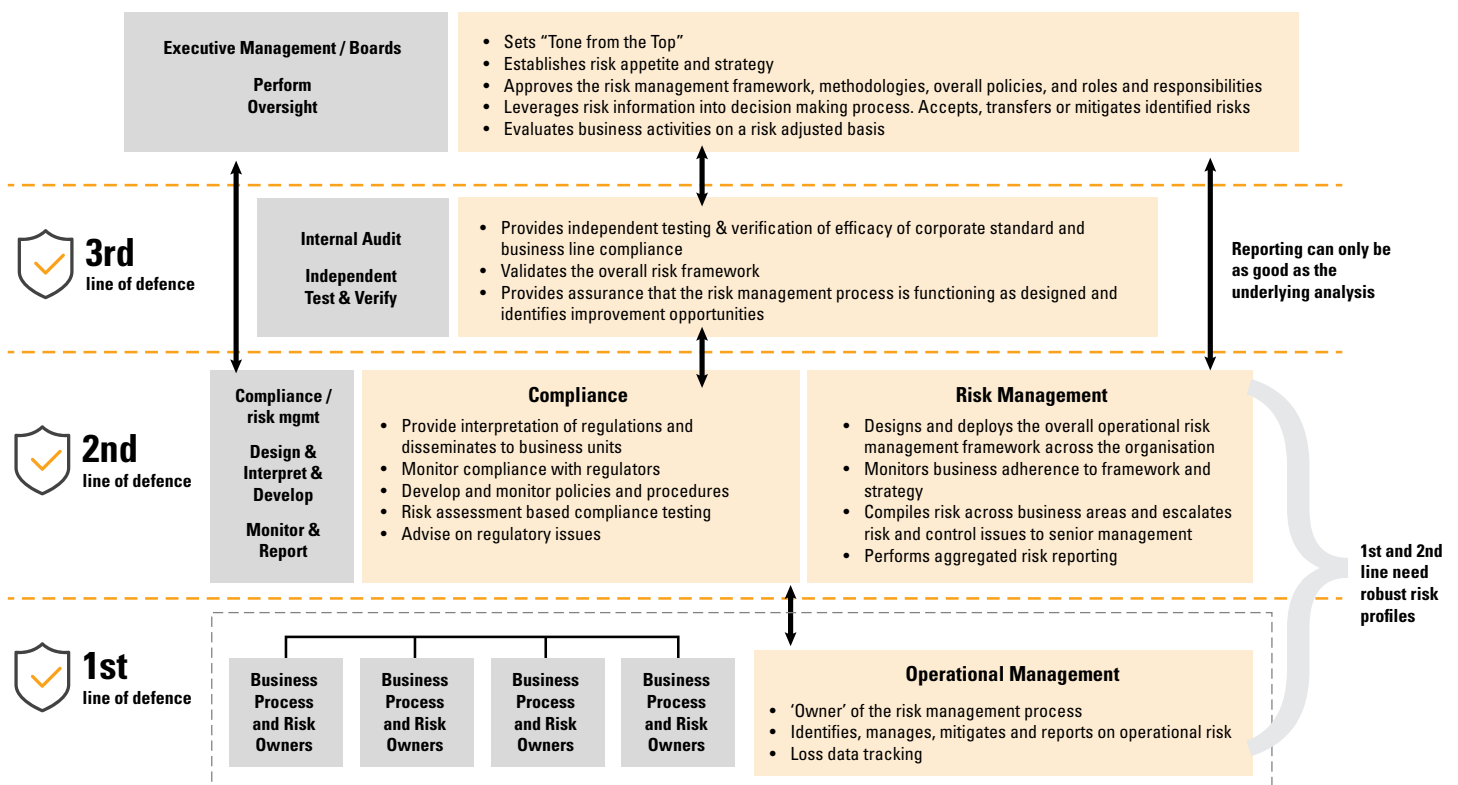 Executive Management / Boards
Perform
Oversight
• Sets “Tone from the Top”
• Establishes risk appetite and strategy
• Approves the risk management framework, methodologies, overall policies, and roles and responsibilities
• Leverages risk information into decision making process. Accepts, transfers or mitigates identified risks
• Evaluates business activities on a risk adjusted basis
3rd
line of defence
Internal Audit
Independent
Test & Verify
• Provides independent testing & verification of efficacy of corporate standard and
business line compliance
• Validates the overall risk framework
• Provides assurance that the risk management process is functioning as designed and
identifies improvement opportunities
Reporting can only be
as good as the
underlying analysis
2nd
line of defence
Compliance /
risk mgmt
Design &
Interpret &
Develop
Monitor &
Report
Compliance
• Provide interpretation of regulations and
disseminates to business units
• Monitor compliance with regulators
• Develop and monitor policies and procedures
• Risk assessment based compliance testing
• Advise on regulatory issues
Risk Management
• Designs and deploys the overall operational risk
management framework across the organisation
• Monitors business adherence to framework and
strategy
• Compiles risk across business areas and escalates
risk and control issues to senior management
• Performs aggregated risk reporting
1st and 2nd
line need
robust risk
profiles
1st
line of defence
Business
Process
and Risk
Owners
Business
Process
and Risk
Owners
Business
Process
and Risk
Owners
Business
Process
and Risk
Owners
Operational Management
• ‘Owner’ of the risk management process
• Identifies, manages, mitigates and reports on operational risk
• Loss data tracking